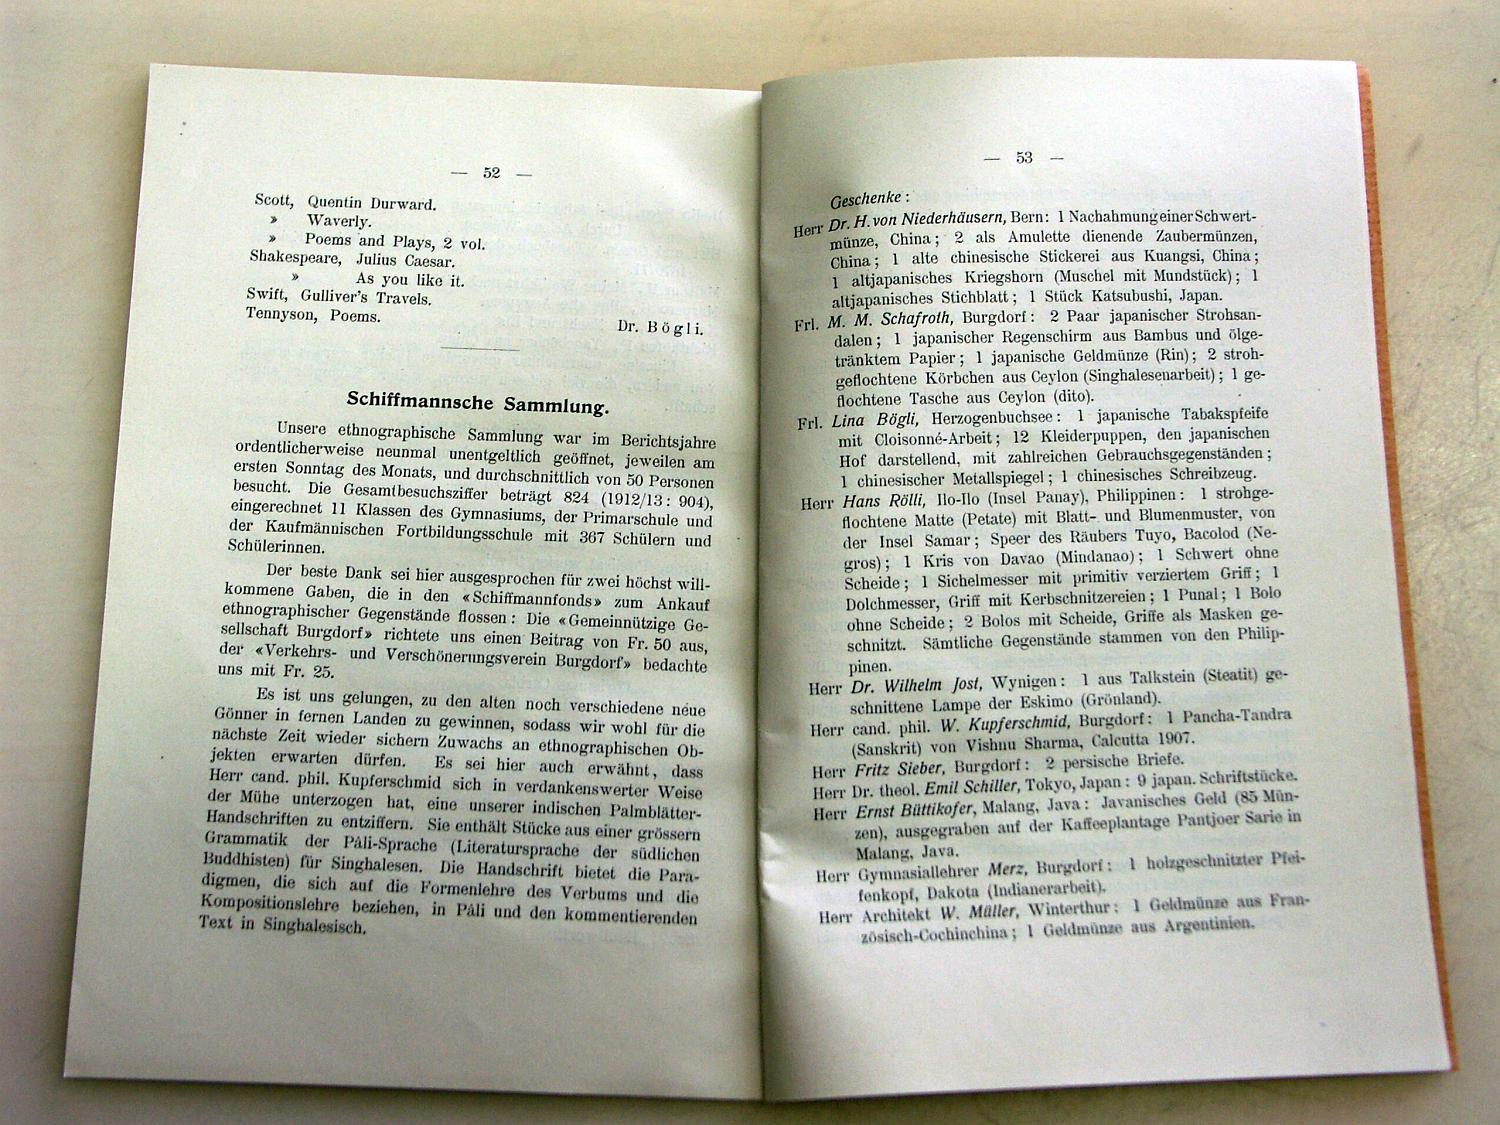 — 52 —
Scott, Quentin Durward.
» Waverly.
» Poems and Plays, 2 vol.
Shakespeare, Julius Caesar.
» As you like it.
Swift, Gulliver's Travels.
Tennyson, Poems.
Dr. Bögli.
Schiffmannsche Sammlung.
Unsere ethnographische Sammlung war im Berichtsjahre
ordentlicherweise neunmal unentgeltlich geöffnet, jeweilen am
ersten Sonntag des Monats, und durchschnittlich von 50 Personen
besucht. Die Gesamtbesuchsziffer beträgt 824 (1912/13: 904),
eingerechnet 11 Klassen des Gymnasiums, der Primarschule und
der Kaufmännischen Fortbildungsschule mit 367 Schülern und
Schülerinnen.
Der beste Dank sei hier ausgesprochen für zwei höchst will-
kommene Gaben, die in den «Schiffmannfonds» zum Ankauf
ethnographischer Gegenstände flossen: Die «Gemeinnützige Ge-
sellschaft Burgdorf» richtete uns einen Beitrag von Fr. 50 aus,
der «Verkehrs- und Verschönerungsverein Burgdorf» bedachte
uns mit Fr. 25.
Es ist uns gelungen, zu den alten noch verschiedene neue
Gönner in fernen Landen zu gewinnen, sodass wir wohl für die
nächste Zeit wieder sichern Zuwachs an ethnographischen Ob-
jekten erwarten dürfen. Es sei hier auch erwähnt, dass
Herr cand. phil. Kupferschmid sich in verdankenswerter Weise
der Mühe unterzogen hat, eine unserer indischen Palmblätter-
Handschriften zu entziffern. Sie enthält Stücke aus einer grössern
Grammatik der Pâli-Sprache (Literatursprache der südlichen
Buddhisten) für Singhalesen. Die Handschrift bietet die Para-
digmen, die sich auf die Formenlehre des Verbums und die
Kompositionslehre beziehen, in Pâli und den kommentierenden
Text in Singhalesisch.
— 53 —
Geschenke:
Herr Dr. H. von Niederhäusern, Bern: 1 Nachahmung einer Schwert-
münze, China; 2 als Amulette dienende Zaubermünzen,
China; 1 alte chinesische Stickerei aus Kuangsi, China;
1 altjapanisches Kriegshorn (Muschel mit Mundstück); 1
altjapanisches Stichblatt; 1 Stück Katsubushi, Japan.
Frl. M. M. Schafroth, Burgdorf: 2 Paar japanischer Strohsan-
dalen; 1 japanischer Regenschirm aus Bambus und ölge-
tränktem Papier; 1 japanische Geldmünze (Rin); 2 stroh-
geflochtene Körbchen aus Ceylon (Singhalesenarbeit); 1 ge-
flochtene Tasche aus Ceylon (dito).
Frl. Lina Bögli, Herzogenbuchsee: 1 japanische Tabakspfeife
mit Cloisonné-Arbeit; 12 Kleiderpuppen, den japanischen
Hof darstellend, mit zahlreichen Gebrauchsgegenständen;
1 chinesischer Metallspiegel; 1 chinesisches Schreibzeug.
Herr Hans Rölli, Ilo-Ilo (Insel Panay), Philippinen: 1 strohge-
flochtene Matte (Petate) mit Blatt- und Blumenmuster, von
der Insel Samar; Speer des Räubers Tuyo, Bacolod (Ne-
gros); 1 Kris von Davao (Mindanao); 1 Schwert ohne
Scheide; 1 Sichelmesser mit primitiv verziertem Griff; 1
Dolchmesser, Griff mit Kerbschnitzereien; 1 Punal; 1 Bolo
ohne Scheide; 2 Bolos mit Scheide, Griffe als Masken ge-
schnitzt. Sämtliche Gegenstände stammen von den Philip-
pinen.
Herr Dr. Wilhelm Jost, Wynigen: 1 aus Talkstein (Steatit) ge-
schnittene Lampe der Eskimo (Grönland).
Herr cand. phil. W. Kupferschmid, Burgdorf: 1 Pancha-Tandra
(Sanskrit) von Vishnu Sharma, Calcutta 1907.
Herr Fritz Sieber, Burgdorf: 2 persische Briefe.
Herr Dr. theol. Emil Schiller, Tokyo, Japan: 9 japan. Schriftstücke.
Herr Ernst Büttikofer, Malang, Java: Javanisches Geld (85 Mün-
zen), ausgegraben auf der Kaffeeplantage Pantjoer Sarie in
Malang, Java.
Herr Gymnasiallehrer Merz, Burgdorf: 1 holzgeschnitzter Pfei-
fenkopf, Dakota (Indianerarbeit).
Herr Architekt W. Müller, Winterthur: 1 Geldmünze aus Fran-
zösisch-Cochinchina; 1 Geldmünze aus Argentinien.